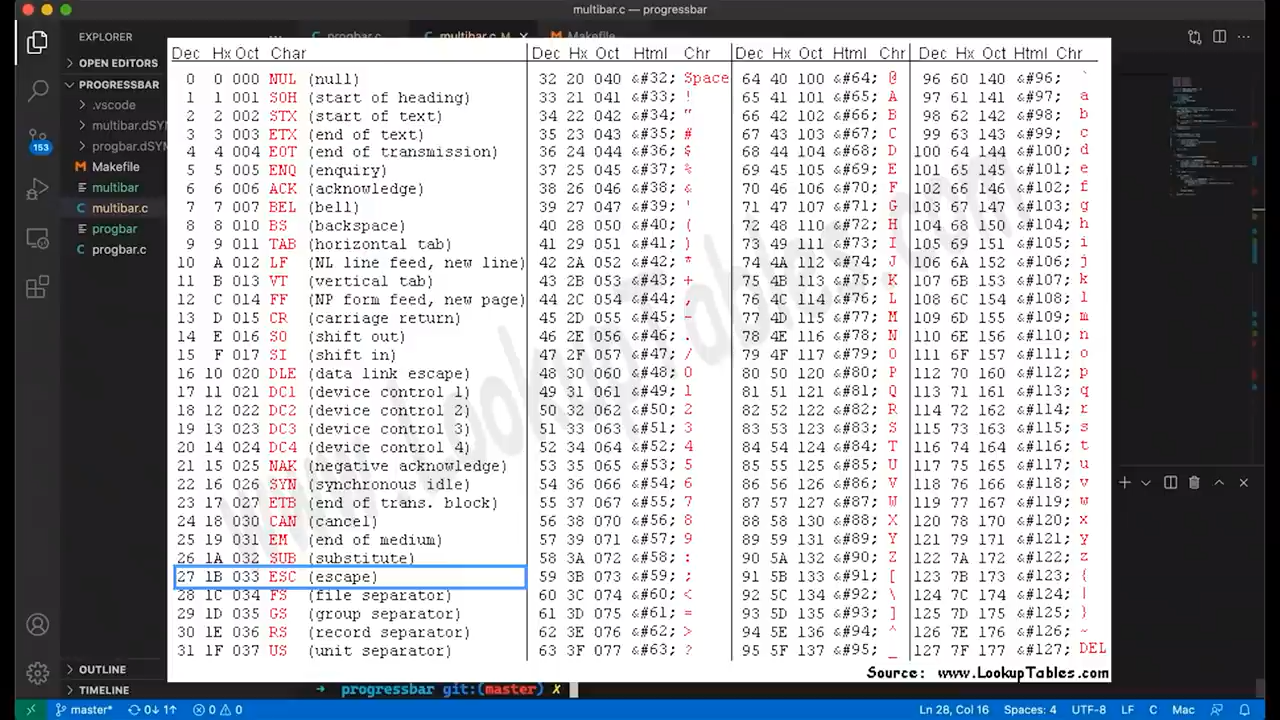 multibar.c — progressbar
EXPLORER
OPEN EDITORS
PROGRESSBAR
.vscode
multibar.dSYM
progbar.dSYM
Makefile
multibar
multibar.c
progbar
progbar.c
OUTLINE
TIMELINE
153
Dec Hx Oct Char
0 0 000 NUL (null)
1 1 001 SOH (start of heading)
2 2 002 STX (start of text)
3 3 003 ETX (end of text)
4 4 004 EOT (end of transmission)
5 5 005 ENQ (enquiry)
6 6 006 ACK (acknowledge)
7 7 007 BEL (bell)
8 8 010 BS (backspace)
9 9 011 TAB (horizontal tab)
10 A 012 LF (NL line feed, new line)
11 B 013 VT (vertical tab)
12 C 014 FF (NP form feed, new page)
13 D 015 CR (carriage return)
14 E 016 SO (shift out)
15 F 017 SI (shift in)
16 10 020 DLE (data link escape)
17 11 021 DC1 (device control 1)
18 12 022 DC2 (device control 2)
19 13 023 DC3 (device control 3)
20 14 024 DC4 (device control 4)
21 15 025 NAK (negative acknowledge)
22 16 026 SYN (synchronous idle)
23 17 027 ETB (end of trans. block)
24 18 030 CAN (cancel)
25 19 031 EM (end of medium)
26 1A 032 SUB (substitute)
27 1B 033 ESC (escape)
28 1C 034 FS (file separator)
29 1D 035 GS (group separator)
30 1E 036 RS (record separator)
31 1F 037 US (unit separator)
Dec Hx Oct Html Chr
32 20 040 &#32; Space
33 21 041 &#33; !
34 22 042 &#34; "
35 23 043 &#35; #
36 24 044 &#36; $
37 25 045 &#37; %
38 26 046 &#38; &
39 27 047 &#39; '
40 28 050 &#40; (
41 29 051 &#41; )
42 2A 052 &#42; *
43 2B 053 &#43; +
44 2C 054 &#44; ,
45 2D 055 &#45; -
46 2E 056 &#46; .
47 2F 057 &#47; /
48 30 060 &#48; 0
49 31 061 &#49; 1
50 32 062 &#50; 2
51 33 063 &#51; 3
52 34 064 &#52; 4
53 35 065 &#53; 5
54 36 066 &#54; 6
55 37 067 &#55; 7
56 38 070 &#56; 8
57 39 071 &#57; 9
58 3A 072 &#58; :
59 3B 073 &#59; ;
60 3C 074 &#60; <
61 3D 075 &#61; =
62 3E 076 &#62; >
63 3F 077 &#63; ?
Dec Hx Oct Html Chr
64 40 100 &#64; @
65 41 101 &#65; A
66 42 102 &#66; B
67 43 103 &#67; C
68 44 104 &#68; D
69 45 105 &#69; E
70 46 106 &#70; F
71 47 107 &#71; G
72 48 110 &#72; H
73 49 111 &#73; I
74 4A 112 &#74; J
75 4B 113 &#75; K
76 4C 114 &#76; L
77 4D 115 &#77; M
78 4E 116 &#78; N
79 4F 117 &#79; O
80 50 120 &#80; P
81 51 121 &#81; Q
82 52 122 &#82; R
83 53 123 &#83; S
84 54 124 &#84; T
85 55 125 &#85; U
86 56 126 &#86; V
87 57 127 &#87; W
88 58 130 &#88; X
89 59 131 &#89; Y
90 5A 132 &#90; Z
91 5B 133 &#91; [
92 5C 134 &#92; \
93 5D 135 &#93; ]
94 5E 136 &#94; ^
95 5F 137 &#95; _
Dec Hx Oct Html Chr
96 60 140 &#96; `
97 61 141 &#97; a
98 62 142 &#98; b
99 63 143 &#99; c
100 64 144 &#100; d
101 65 145 &#101; e
102 66 146 &#102; f
103 67 147 &#103; g
104 68 150 &#104; h
105 69 151 &#105; i
106 6A 152 &#106; j
107 6B 153 &#107; k
108 6C 154 &#108; l
109 6D 155 &#109; m
110 6E 156 &#110; n
111 6F 157 &#111; o
112 70 160 &#112; p
113 71 161 &#113; q
114 72 162 &#114; r
115 73 163 &#115; s
116 74 164 &#116; t
117 75 165 &#117; u
118 76 166 &#118; v
119 77 167 &#119; w
120 78 170 &#120; x
121 79 171 &#121; y
122 7A 172 &#122; z
123 7B 173 &#123; {
124 7C 174 &#124; |
125 7D 175 &#125; }
126 7E 176 &#126; ~
127 7F 177 &#127; DEL
Source: www.LookupTables.com
www.LookupTables.com
→ progressbar git:(master) ✗
master* 0↓ 1↑ 0 0 Ln 28, Col 16 Spaces: 4 UTF-8 LF C Mac